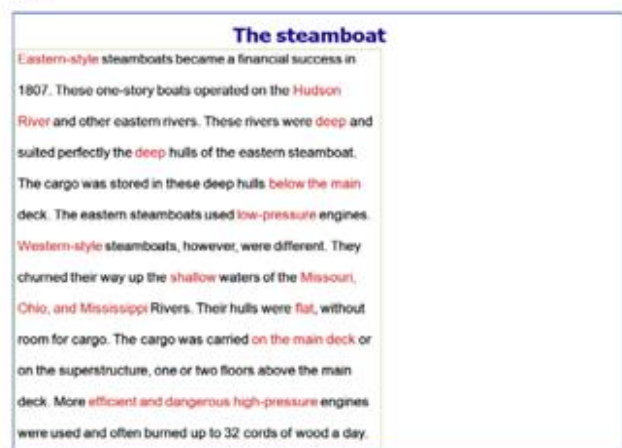 The steamboat
Eastern-style steamboats became a financial success in
1807. These one-story boats operated on the Hudson
River and other eastern rivers. These rivers were deep and
suited perfectly the deep hulls of the eastern steamboat.
The cargo was stored in these deep hulls below the main
deck. The eastern steamboats used low-pressure engines.
Western-style steamboats, however, were different. They
churned their way up the shallow waters of the Missouri,
Ohio, and Mississippi Rivers. Their hulls were flat, without
room for cargo. The cargo was carried on the main deck or
on the superstructure, one or two floors above the main
deck. More efficient and dangerous high-pressure engines
were used and often burned up to 32 cords of wood a day.